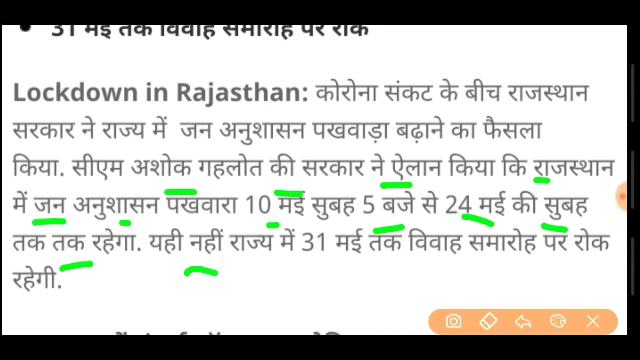 31 मई तक विवाह समारोह पर रोक
Lockdown in Rajasthan: कोरोना संकट के बीच राजस्थान
सरकार ने राज्य में जन अनुशासन पखवाड़ा बढ़ाने का फैसला
किया. सीएम अशोक गहलोत की सरकार ने ऐलान किया कि राजस्थान
में जन अनुशासन पखवारा 10 मई सुबह 5 बजे से 24 मई की सुबह
तक तक रहेगा. यही नहीं राज्य में 31 मई तक विवाह समारोह पर रोक
रहेगी.